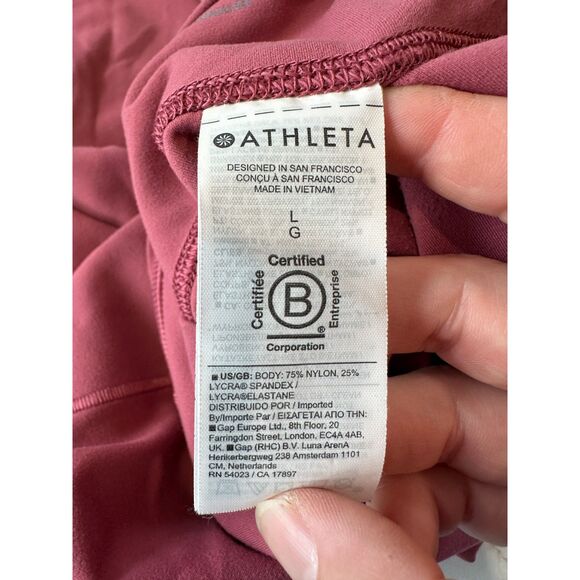 ATHLETA
DESIGNED IN SAN FRANCISCO
CONÇU À SAN FRANCISCO
MADE IN VIETNAM
L
G
Certified
Certifiée
B
Entreprise
®
Corporation
US/GB: BODY: 75% NYLON, 25%
LYCRA® SPANDEX /
LYCRA®ELASTANE
DISTRIBUIDO POR / Imported
By/Importe Par / ΕΙΣΑΓΕΤΑΙ ΑΠΟ ΤΗΝ:
Gap Europe Ltd., 8th Floor, 20
Farringdon Street, London, EC4A 4AB,
UK. Gap (RHC) B.V. Luna ArenA
Herikerbergweg 238 Amsterdam 1101
CM, Netherlands
RN 54023 / CA 17897